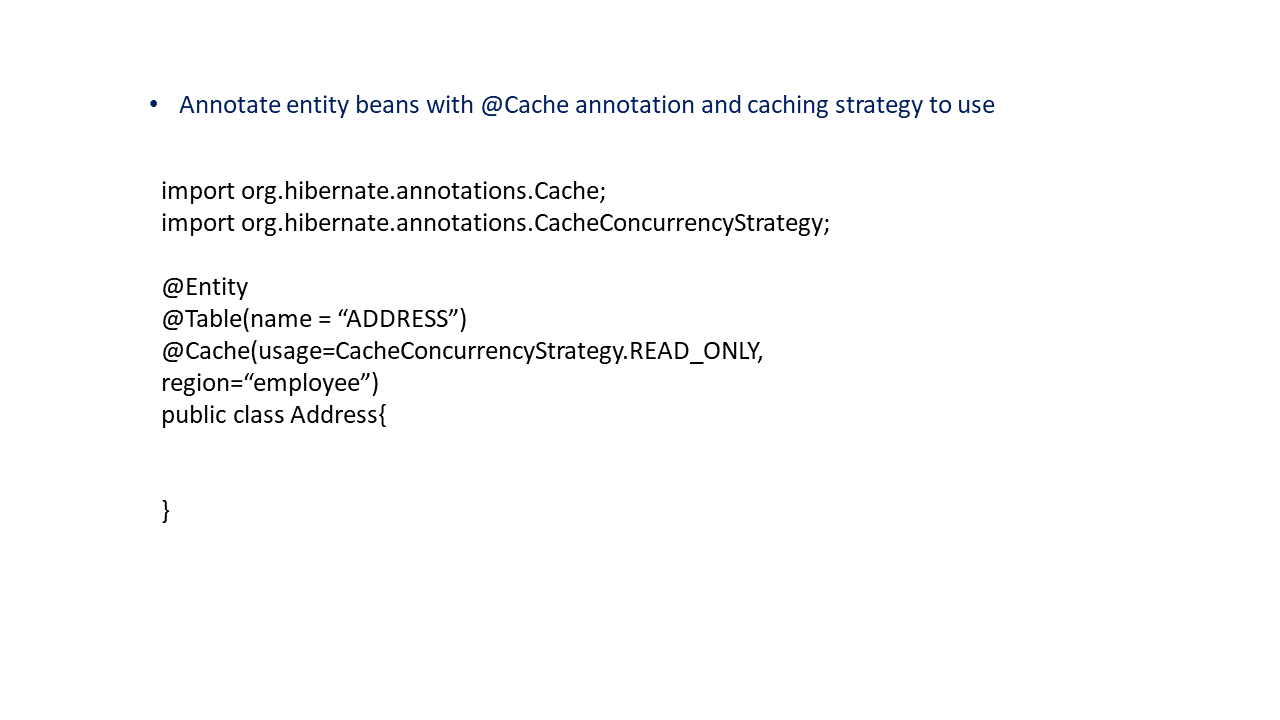 • Annotate entity beans with @Cache annotation and caching strategy to use
import org.hibernate.annotations.Cache;
import org.hibernate.annotations.CacheConcurrencyStrategy;
@Entity
@Table(name = “ADDRESS”)
@Cache(usage=CacheConcurrencyStrategy.READ_ONLY,
region=“employee”)
public class Address{
}